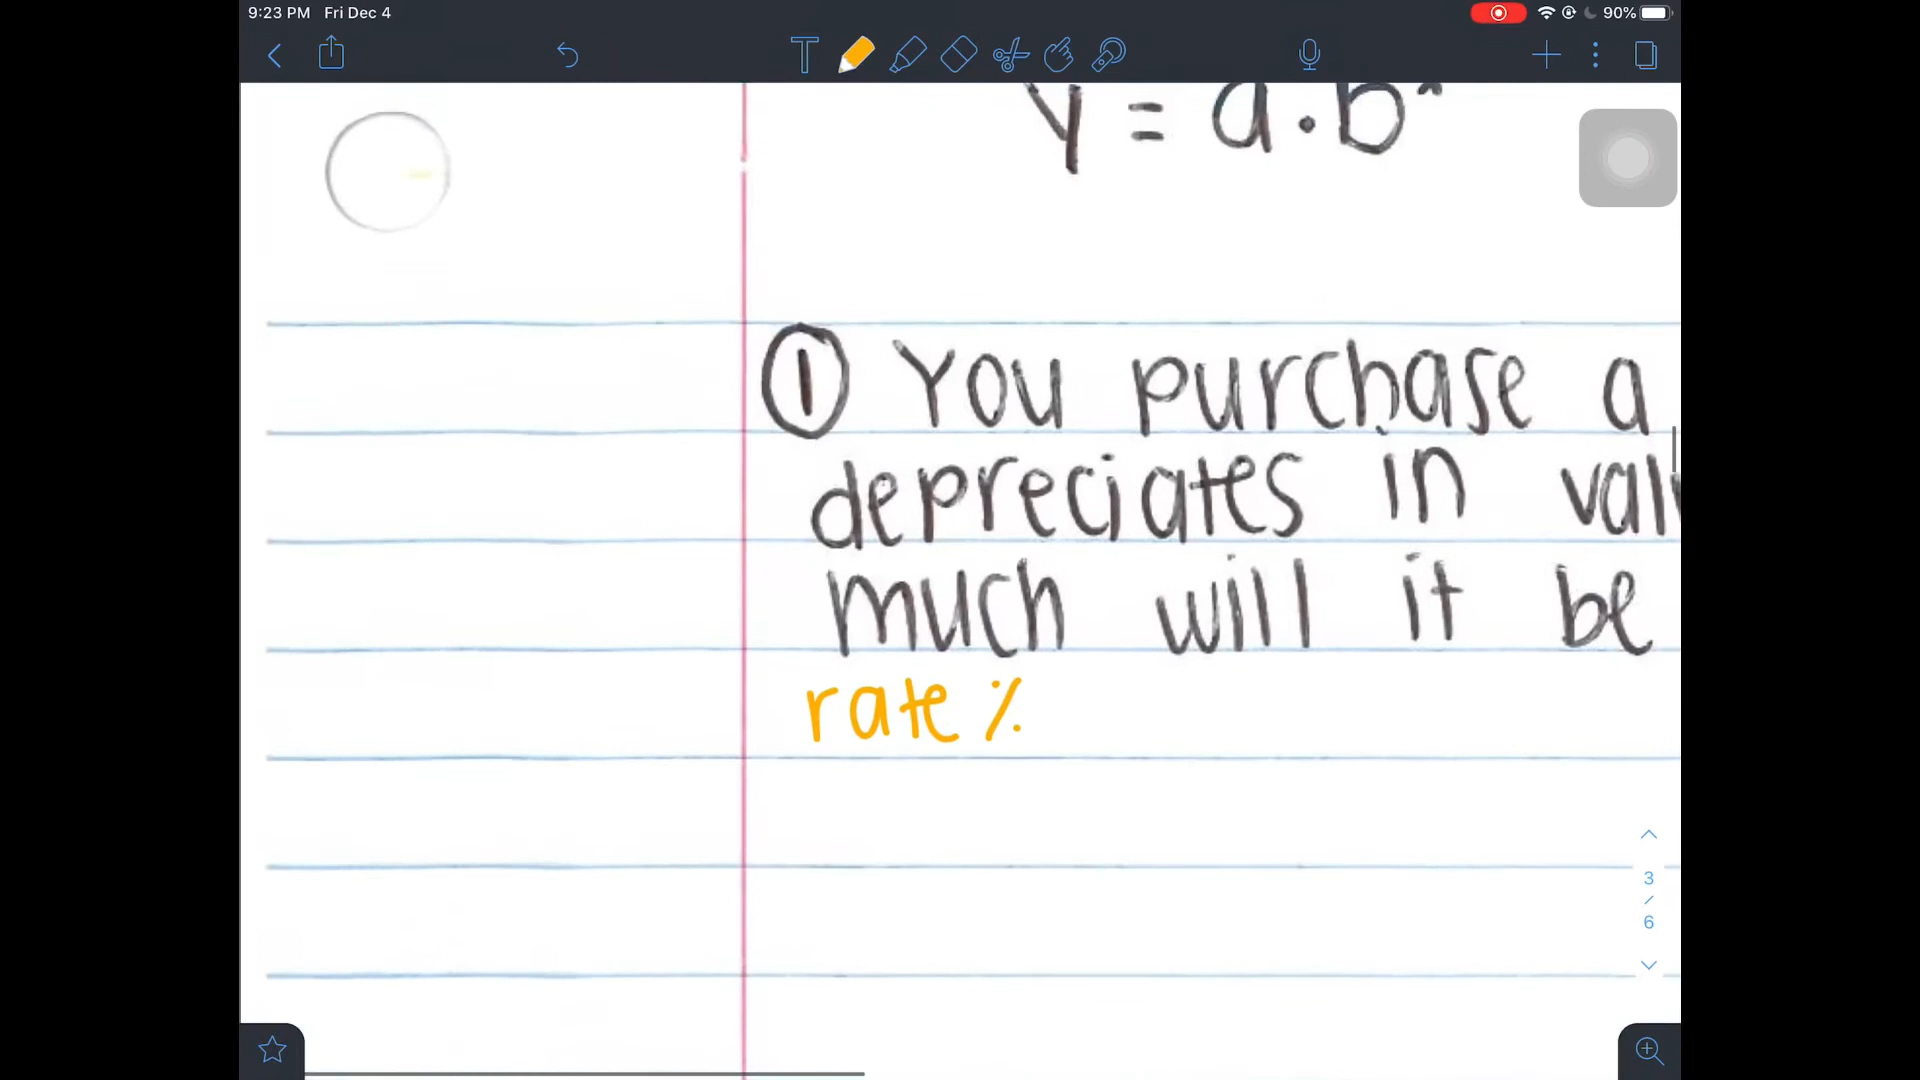 9:23 PM Fri Dec 4
90%
y = a · b
① You purchase a
depreciates in val
much will it be
rate %
3
/
6